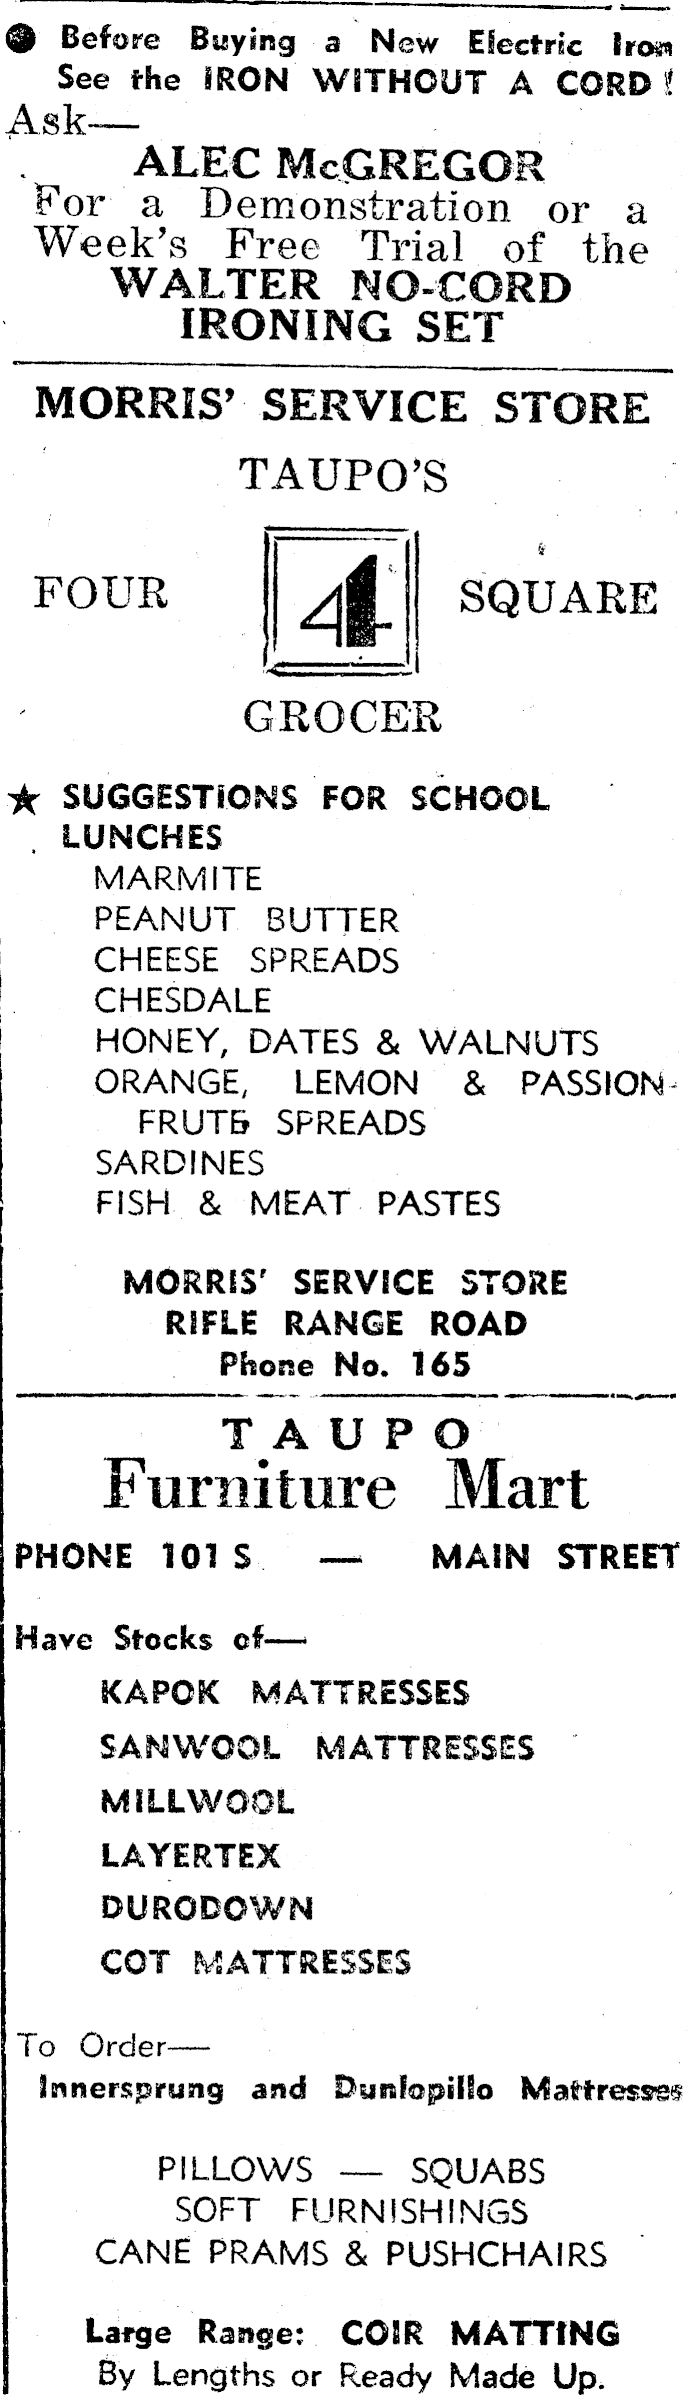 ● Before Buying a New Electric Iron
See the IRON WITHOUT A CORD!
Ask—
ALEC McGREGOR
For a Demonstration or a
Week's Free Trial of the
WALTER NO-CORD
IRONING SET
MORRIS' SERVICE STORE
TAUPO'S
FOUR 4 SQUARE
GROCER
★ SUGGESTIONS FOR SCHOOL
LUNCHES
MARMITE
PEANUT BUTTER
CHEESE SPREADS
CHESDALE
HONEY, DATES & WALNUTS
ORANGE, LEMON & PASSION-
SPREADS
SARDINES
FISH & MEAT PASTES
MORRIS' SERVICE STORE
RIFLE RANGE ROAD
Phone No. 165
TAUPO
Furniture Mart
PHONE 101 S — MAIN STREET
Have Stocks of—
KAPOK MATTRESSES
SANWOOL MATTRESSES
MILLWOOL
LAYERTEX
DURODOWN
COT MATTRESSES
To Order—
Innersprung and Dunlopillo Mattresses
PILLOWS — SQUABS
SOFT FURNISHINGS
CANE PRAMS & PUSHCHAIRS
Large Range: COIR MATTING
By Lengths or Ready Made Up.